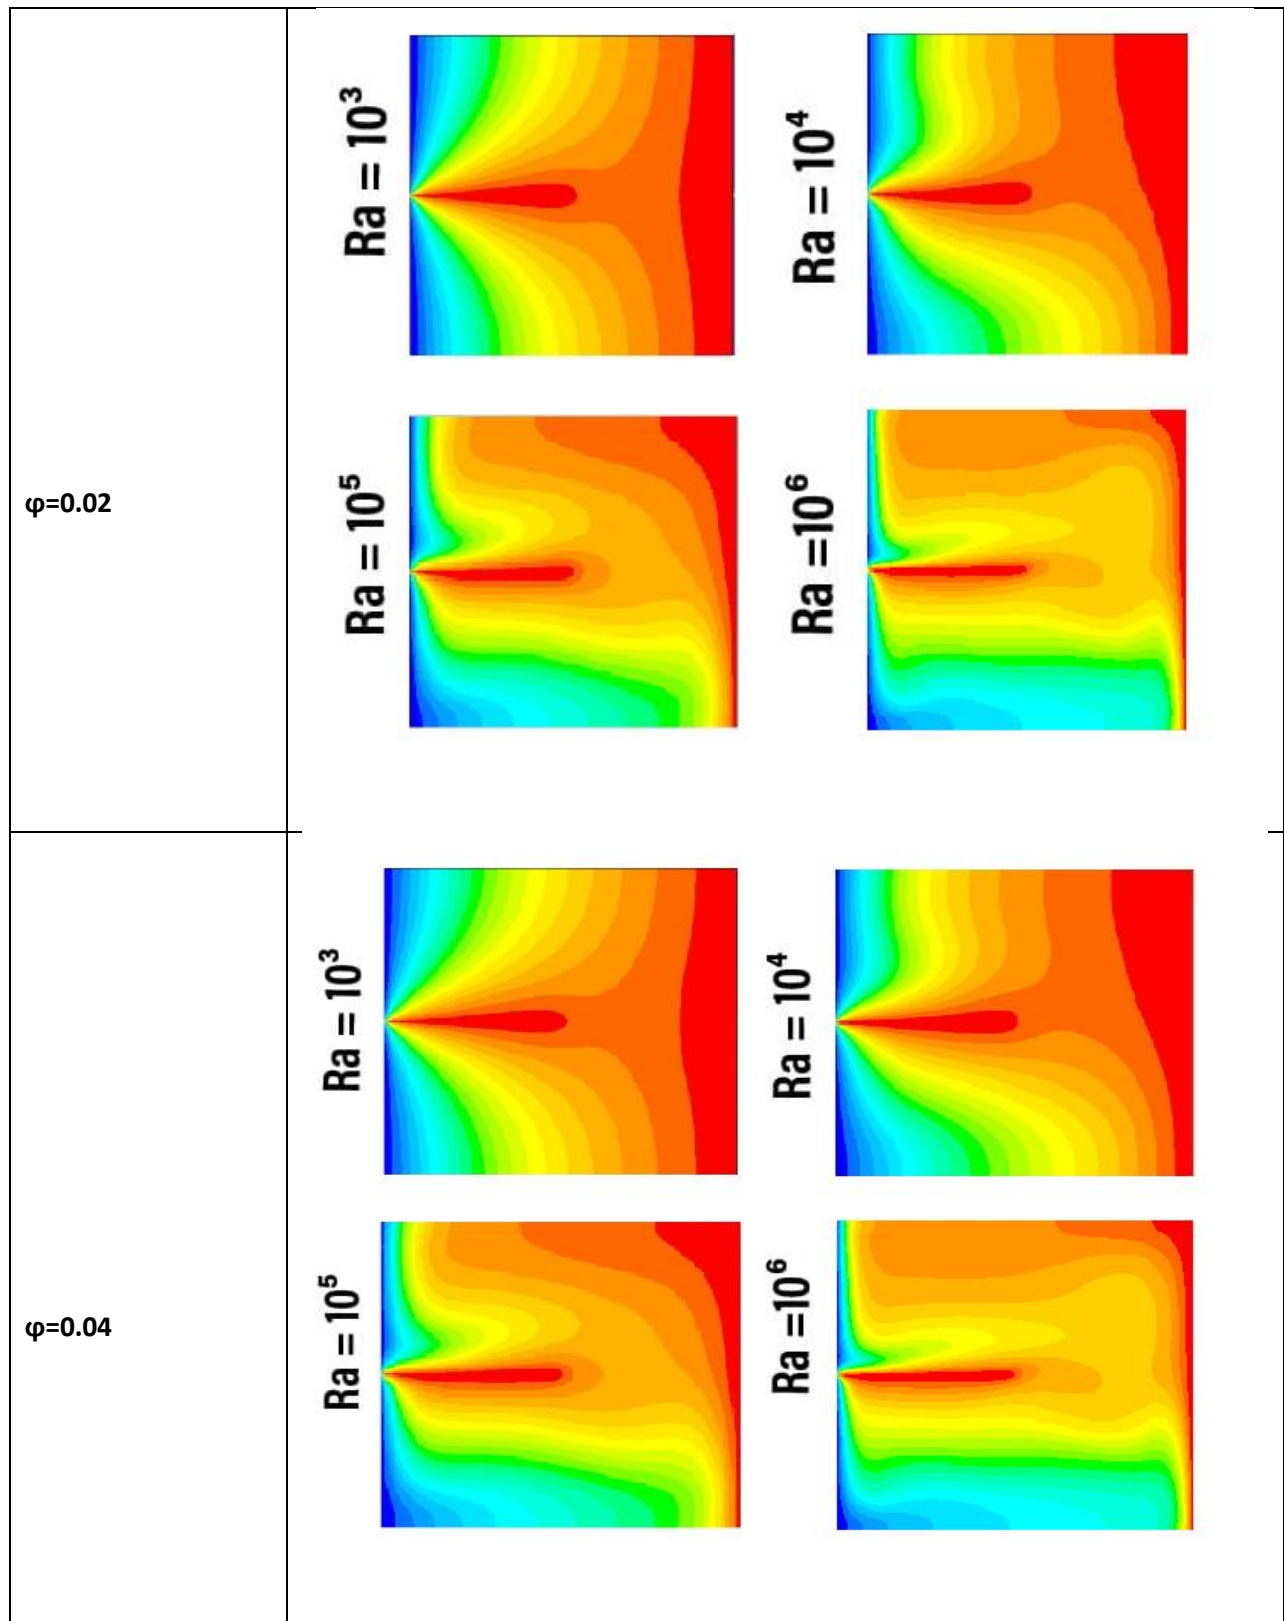 φ=0.02
Ra = 10³
Ra = 10⁴
Ra = 10⁵
Ra =10⁶
φ=0.04
Ra = 10³
Ra = 10⁴
Ra = 10⁵
Ra =10⁶